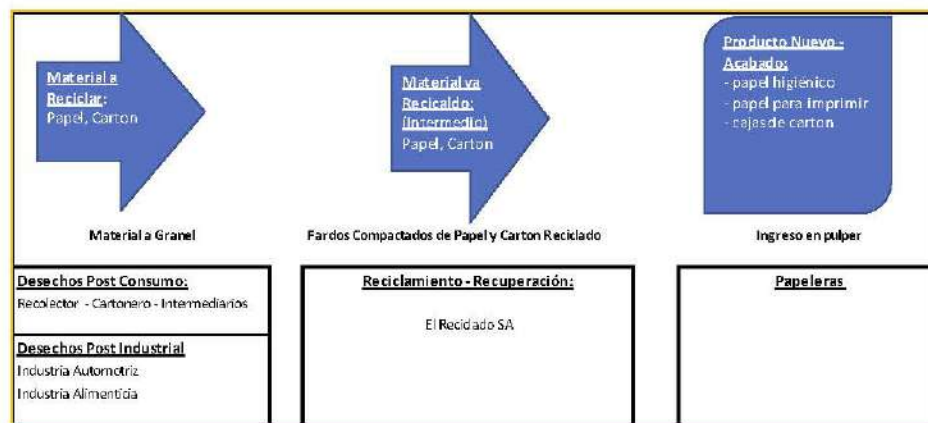 Material a
Reciclar:
Papel, Carton
Material ya
Recicaldo:
(Intermedio)
Papel, Carton
Producto Nuevo -
Acabado:
- papel higiénico
- papel para imprimir
- cajas de carton
Material a Granel
Fardos Compactados de Papel y Carton Reciclado
Ingreso en pulper
Desechos Post Consumo:
Recolector - Cartonero - Intermediarios
Desechos Post Industrial
Industria Automotriz
Industria Alimenticia
Reciclamiento - Recuperación:
El Reciclado SA
Papeleras